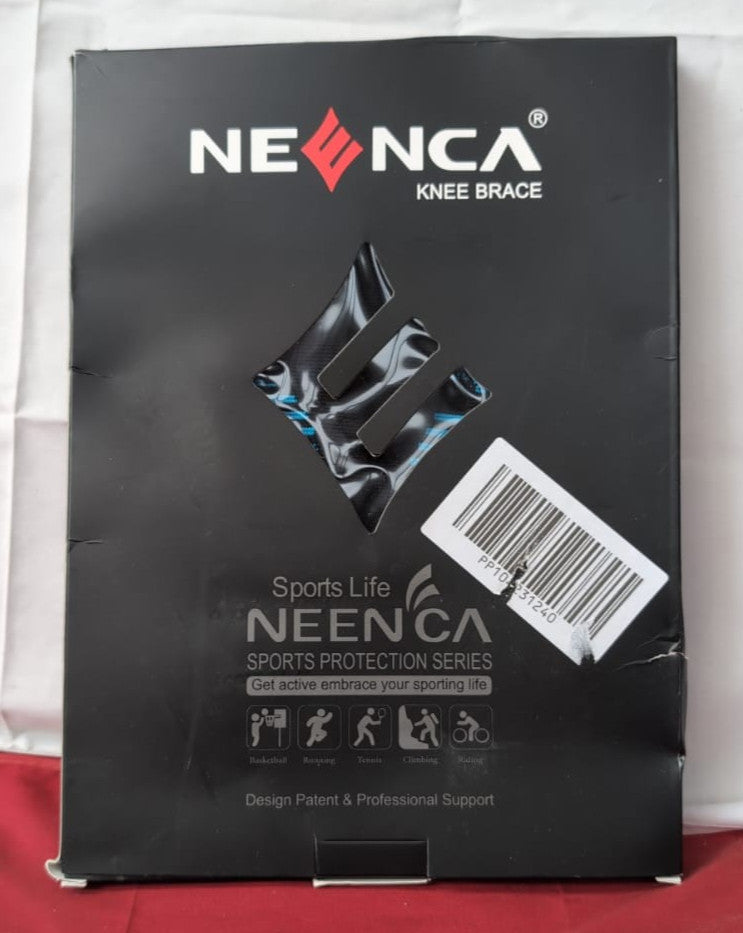 NEENCA®
KNEE BRACE
Sports Life
NEENCA
SPORTS PROTECTION SERIES
Get active embrace your sporting life
Basketball Running Tennis Climbing Riding
Design Patent & Professional Support